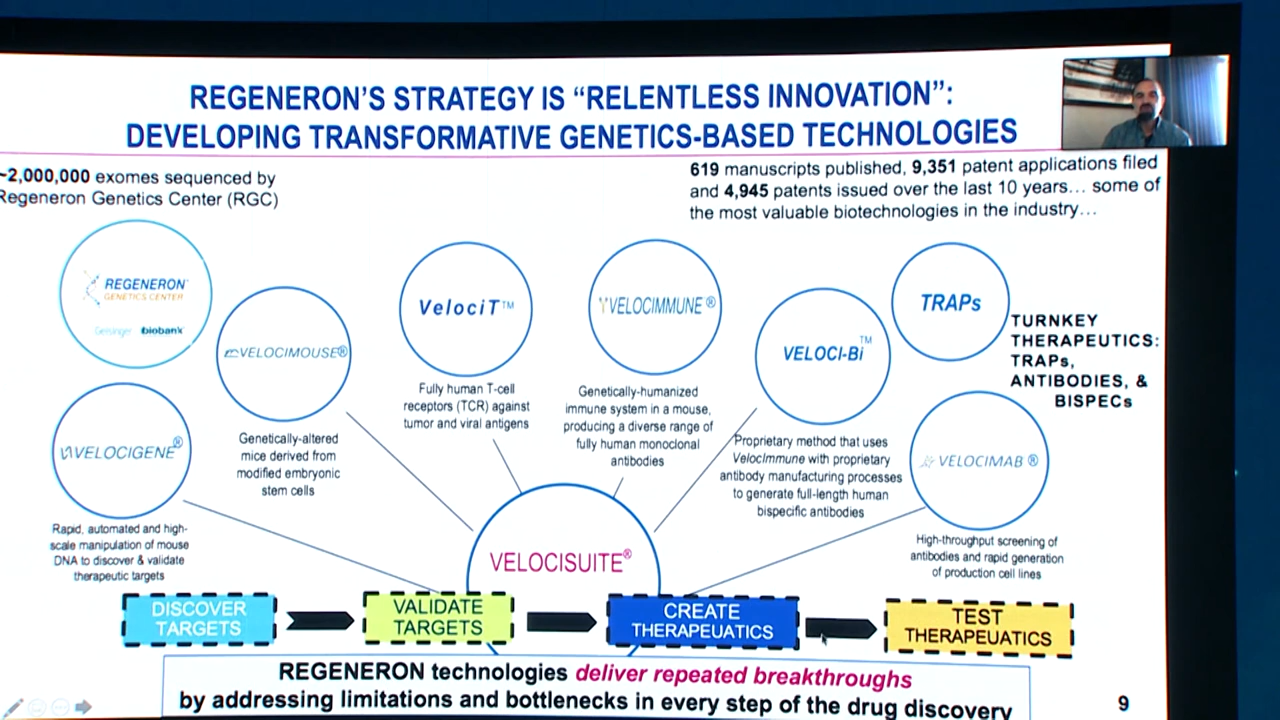 REGENERON'S STRATEGY IS “RELENTLESS INNOVATION”:
DEVELOPING TRANSFORMATIVE GENETICS-BASED TECHNOLOGIES
~2,000,000 exomes sequenced by
Regeneron Genetics Center (RGC)
619 manuscripts published, 9,351 patent applications filed
and 4,945 patents issued over the last 10 years… some of
the most valuable biotechnologies in the industry…
REGENERON
GENETICS CENTER
Geisinger biobank
VELOCIMOUSE®
Genetically-altered
mice derived from
modified embryonic
stem cells
VELOCIGENE®
Rapid, automated and high-
scale manipulation of mouse
DNA to discover & validate
therapeutic targets
VelociT™
Fully human T-cell
receptors (TCR) against
tumor and viral antigens
VELOCIMMUNE®
Genetically-humanized
immune system in a mouse,
producing a diverse range of
fully human monoclonal
antibodies
VELOCI-Bi™
Proprietary method that uses
VelocImmune with proprietary
antibody manufacturing processes
to generate full-length human
bispecific antibodies
TRAPs
TURNKEY
THERAPEUTICS:
TRAPs,
ANTIBODIES, &
BISPECs
VELOCIMAB®
High-throughput screening of
antibodies and rapid generation
of production cell lines
VELOCISUITE®
DISCOVER
TARGETS
VALIDATE
TARGETS
CREATE
THERAPEUATICS
TEST
THERAPEUATICS
REGENERON technologies deliver repeated breakthroughs
by addressing limitations and bottlenecks in every step of the drug discovery
9